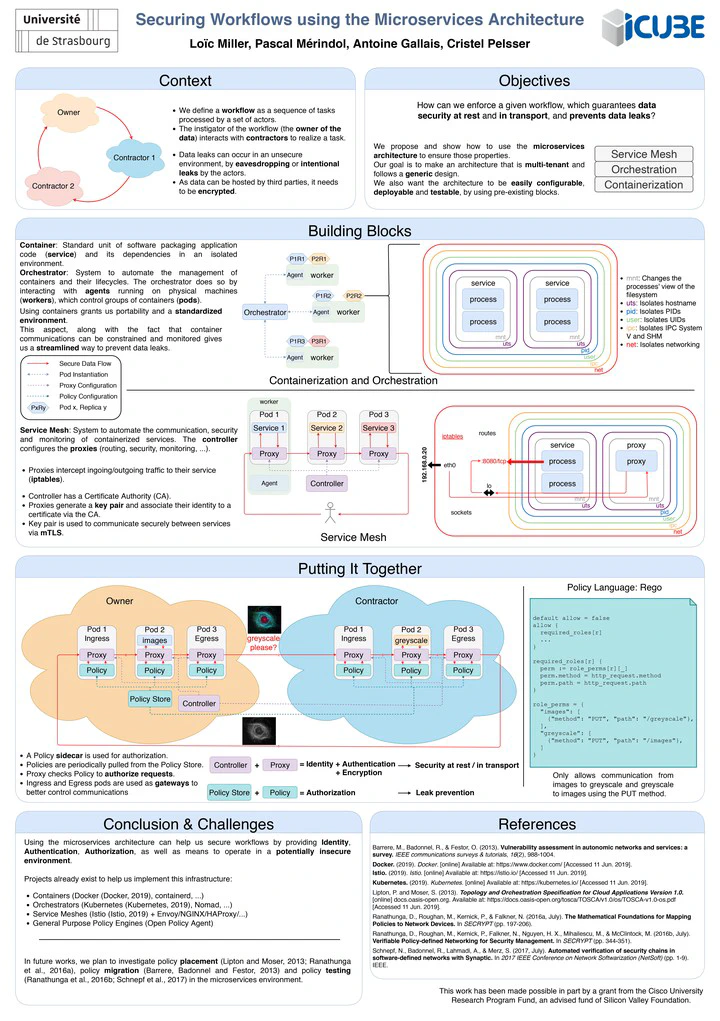 Université
de Strasbourg
Securing Workflows using the Microservices Architecture
Loïc Miller, Pascal Mérindol, Antoine Gallais, Cristel Pelsser
iCUBE
Context
Owner
Contractor 1
Contractor 2
• We define a workflow as a sequence of tasks
processed by a set of actors.
• The instigator of the workflow (the owner of the
data) interacts with contractors to realize a task.
• Data leaks can occur in an unsecure
environment, by eavesdropping or intentional
leaks by the actors.
• As data can be hosted by third parties, it needs
to be encrypted.
Objectives
How can we enforce a given workflow, which guarantees data
security at rest and in transport, and prevents data leaks?
We propose and show how to use the microservices
architecture to ensure those properties.
Our goal is to make an architecture that is multi-tenant and
follows a generic design.
We also want the architecture to be easily configurable,
deployable and testable, by using pre-existing blocks.
Service Mesh
Orchestration
Containerization
Building Blocks
Container: Standard unit of software packaging application
code (service) and its dependencies in an isolated
environment.
Orchestrator: System to automate the management of
containers and their lifecycles. The orchestrator does so by
interacting with agents running on physical machines
(workers), which control groups of containers (pods).
Using containers grants us portability and a standardized
environment.
This aspect, along with the fact that container
communications can be constrained and monitored gives
us a streamlined way to prevent data leaks.
Secure Data Flow
Pod Instantiation
Proxy Configuration
Policy Configuration
PxRy Pod x, Replica y
Orchestrator
P1R1 P2R1
Agent worker
P1R2 P2R2
Agent worker
P1R3 P3R1
Agent worker
service
process
process
mnt
uts
service
process
process
mnt
uts
pid
user
ipc
net
• mnt: Changes the
processes' view of the
filesystem
• uts: Isolates hostname
• pid: Isolates PIDs
• user: Isolates UIDs
• ipc: Isolates IPC System
V and SHM
• net: Isolates networking
Containerization and Orchestration
Service Mesh: System to automate the communication, security
and monitoring of containerized services. The controller
configures the proxies (routing, security, monitoring, ...).
• Proxies intercept ingoing/outgoing traffic to their service
(iptables).
• Controller has a Certificate Authority (CA).
• Proxies generate a key pair and associate their identity to a
certificate via the CA.
• Key pair is used to communicate securely between services
via mTLS.
worker
Pod 1 Pod 2 Pod 3
Service 1 Service 2 Service 3
Proxy Proxy Proxy
Agent Controller
Service Mesh
192.168.0.20
iptables
routes
8080/tcp
eth0
lo
sockets
service
process
process
mnt
uts
proxy
proxy
mnt
uts
pid
user
ipc
net
Putting It Together
Owner
Pod 1 Pod 2 Pod 3
Ingress images Egress
Proxy Proxy Proxy
Policy Policy Policy
Policy Store Controller
greyscale
please?
Contractor
Pod 1 Pod 2 Pod 3
Ingress greyscale Egress
Proxy Proxy Proxy
Policy Policy Policy
• A Policy sidecar is used for authorization.
• Policies are periodically pulled from the Policy Store.
• Proxy checks Policy to authorize requests.
• Ingress and Egress pods are used as gateways to
better control communications
Controller + Proxy = Identity + Authentication + Encryption → Security at rest / in transport
Policy Store + Policy = Authorization → Leak prevention
Policy Language: Rego
default allow = false
allow {
required_roles[r]
...
}
required_roles[r] {
perm := role_perms[r][_]
perm.method = http_request.method
perm.path = http_request.path
}
role_perms = {
"images": [
{"method": "PUT", "path": "/greyscale"},
],
"greyscale": [
{"method": "PUT", "path": "/images"},
],
}
Only allows communication from
images to greyscale and greyscale
to images using the PUT method.
Conclusion & Challenges
Using the microservices architecture can help us secure workflows by providing Identity,
Authentication, Authorization, as well as means to operate in a potentially insecure
environment.
Projects already exist to help us implement this infrastructure:
• Containers (Docker (Docker, 2019), containerd, ...)
• Orchestrators (Kubernetes (Kubernetes, 2019), Nomad, ...)
• Service Meshes (Istio (Istio, 2019) + Envoy/NGINX/HAProxy/...)
• General Purpose Policy Engines (Open Policy Agent)
In future works, we plan to investigate policy placement (Lipton and Moser, 2013; Ranathunga
et al., 2016a), policy migration (Barrere, Badonnel and Festor, 2013) and policy testing
(Ranathunga et al., 2016b; Schnepf et al., 2017) in the microservices environment.
References
Barrere, M., Badonnel, R., & Festor, O. (2013). Vulnerability assessment in autonomic networks and services: a
survey. IEEE communications surveys & tutorials, 16(2), 988-1004.
Docker. (2019). Docker. [online] Available at: https://www.docker.com/ [Accessed 11 Jun. 2019].
Istio. (2019). Istio. [online] Available at: https://istio.io/ [Accessed 11 Jun. 2019].
Kubernetes. (2019). Kubernetes. [online] Available at: https://kubernetes.io/ [Accessed 11 Jun. 2019].
Lipton, P. and Moser, S. (2013). Topology and Orchestration Specification for Cloud Applications Version 1.0.
[online] docs.oasis-open.org. Available at: https://docs.oasis-open.org/tosca/TOSCA/v1.0/os/TOSCA-v1.0-os.pdf
[Accessed 11 Jun. 2019].
Ranathunga, D., Roughan, M., Kernick, P., & Falkner, N. (2016a, July). The Mathematical Foundations for Mapping
Policies to Network Devices. In SECRYPT (pp. 197-206).
Ranathunga, D., Roughan, M., Kernick, P., Falkner, N., Nguyen, H. X., Mihailescu, M., & McClintock, M. (2016b, July).
Verifiable Policy-defined Networking for Security Management. In SECRYPT (pp. 344-351).
Schnepf, N., Badonnel, R., Lahmadi, A., & Merz, S. (2017, July). Automated verification of security chains in
software-defined networks with Synaptic. In 2017 IEEE Conference on Network Softwarization (NetSoft) (pp. 1-9).
IEEE.
This work has been made possible in part by a grant from the Cisco University
Research Program Fund, an advised fund of Silicon Valley Foundation.